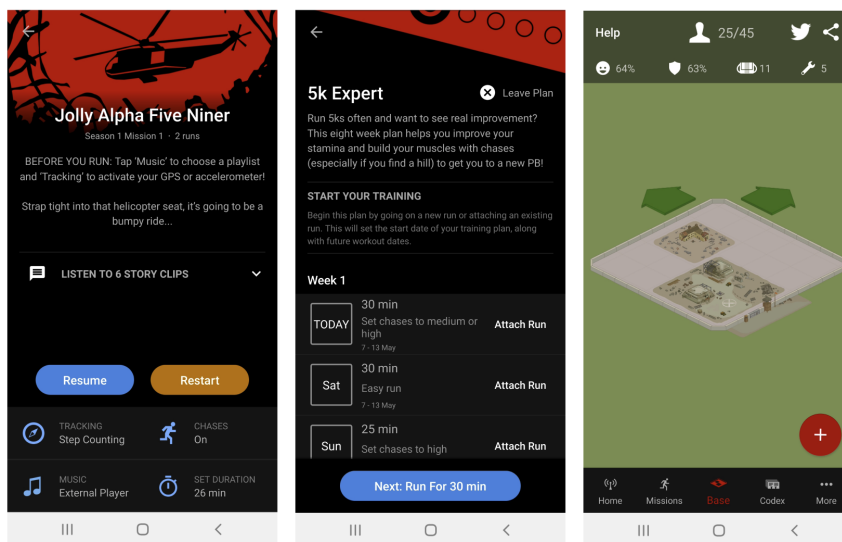 Jolly Alpha Five Niner
Season 1 Mission 1 · 2 runs
BEFORE YOU RUN: Tap 'Music' to choose a playlist
and 'Tracking' to activate your GPS or accelerometer!
Strap tight into that helicopter seat, it's going to be a
bumpy ride...
LISTEN TO 6 STORY CLIPS
Resume
Restart
TRACKING
Step Counting
CHASES
On
MUSIC
External Player
SET DURATION
26 min
5k Expert
Leave Plan
Run 5ks often and want to see real improvement?
This eight week plan helps you improve your
stamina and build your muscles with chases
(especially if you find a hill) to get you to a new PB!
START YOUR TRAINING
Begin this plan by going on a new run or attaching an existing
run. This will set the start date of your training plan, along
with future workout dates.
Week 1
TODAY
30 min
Set chases to medium or
high
7 - 13 May
Attach Run
Sat
30 min
Easy run
7 - 13 May
Attach Run
Sun
25 min
Set chases to high
Attach Run
Next: Run For 30 min
Help
25/45
64%
63%
11
5
Home
Missions
Base
Codex
More